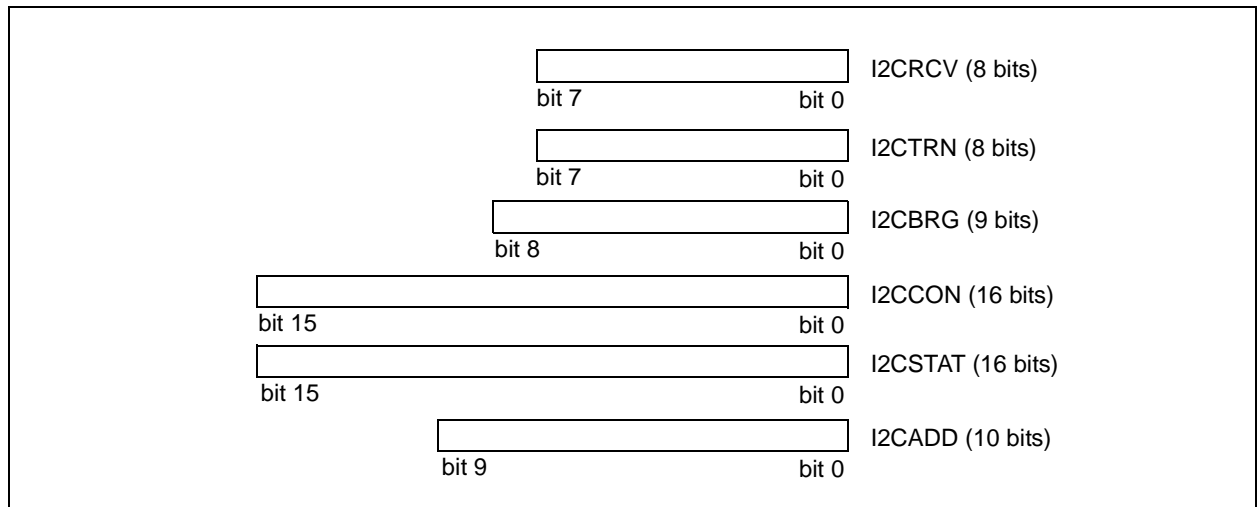 I2CRCV (8 bits)
bit 7 bit 0
I2CTRN (8 bits)
bit 7 bit 0
I2CBRG (9 bits)
bit 8 bit 0
I2CCON (16 bits)
bit 15 bit 0
I2CSTAT (16 bits)
bit 15 bit 0
I2CADD (10 bits)
bit 9 bit 0